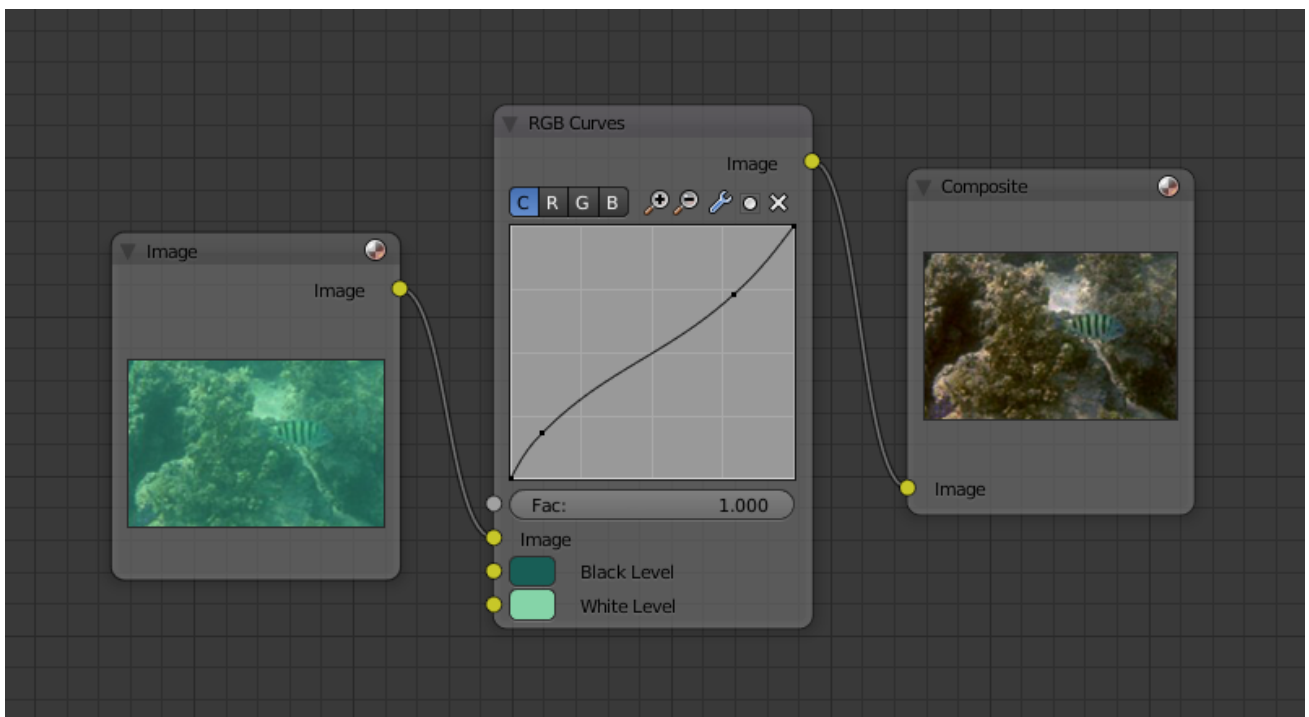 Image
Image
RGB Curves
Image
C R G B
Fac: 1.000
Image
Black Level
White Level
Composite
Image